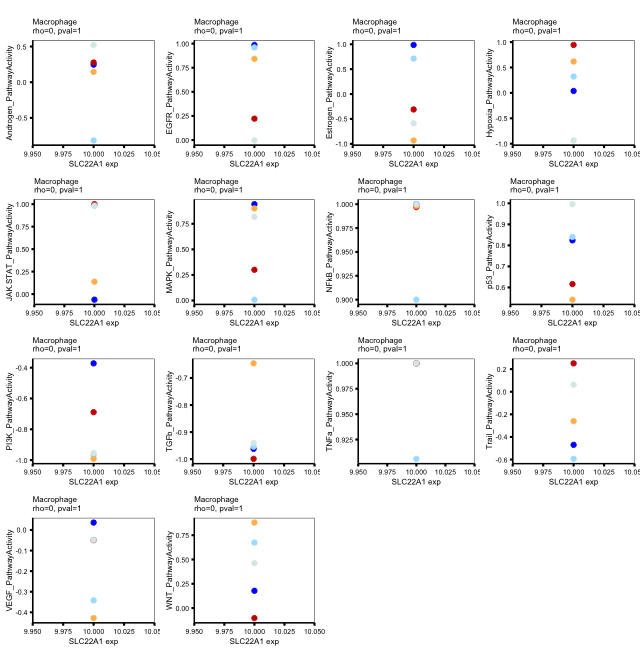 Macrophage
rho=0, pval=1
Androgen_PathwayActivity
0.5
0.0
-0.5
9.950 9.975 10.000 10.025 10.05
SLC22A1 exp
Macrophage
rho=0, pval=1
EGFR_PathwayActivity
1.00
0.75
0.50
0.25
0.00
9.950 9.975 10.000 10.025 10.05
SLC22A1 exp
Macrophage
rho=0, pval=1
Estrogen_PathwayActivity
1.0
0.5
0.0
-0.5
-1.0
9.950 9.975 10.000 10.025 10.05
SLC22A1 exp
Macrophage
rho=0, pval=1
Hypoxia_PathwayActivity
1.0
0.5
0.0
-0.5
-1.0
9.950 9.975 10.000 10.025 10.050
SLC22A1 exp
Macrophage
rho=0, pval=1
JAK.STAT_PathwayActivity
1.00
0.75
0.50
0.25
0.00
9.950 9.975 10.000 10.025 10.05
SLC22A1 exp
Macrophage
rho=0, pval=1
MAPK_PathwayActivity
0.75
0.50
0.25
0.00
9.950 9.975 10.000 10.025 10.05
SLC22A1 exp
Macrophage
rho=0, pval=1
NFkB_PathwayActivity
1.000
0.975
0.950
0.925
0.900
9.950 9.975 10.000 10.025 10.05
SLC22A1 exp
Macrophage
rho=0, pval=1
p53_PathwayActivity
1.0
0.9
0.8
0.7
0.6
9.950 9.975 10.000 10.025 10.050
SLC22A1 exp
Macrophage
rho=0, pval=1
PI3K_PathwayActivity
-0.4
-0.6
-0.8
-1.0
9.950 9.975 10.000 10.025 10.05
SLC22A1 exp
Macrophage
rho=0, pval=1
TGFb_PathwayActivity
-0.7
-0.8
-0.9
-1.0
9.950 9.975 10.000 10.025 10.05
SLC22A1 exp
Macrophage
rho=0, pval=1
TNFa_PathwayActivity
1.000
0.975
0.950
0.925
9.950 9.975 10.000 10.025 10.05
SLC22A1 exp
Macrophage
rho=0, pval=1
Trail_PathwayActivity
0.2
0.0
-0.2
-0.4
-0.6
9.950 9.975 10.000 10.025 10.050
SLC22A1 exp
Macrophage
rho=0, pval=1
VEGF_PathwayActivity
0.0
-0.1
-0.2
-0.3
-0.4
9.950 9.975 10.000 10.025 10.05
SLC22A1 exp
Macrophage
rho=0, pval=1
WNT_PathwayActivity
0.75
0.50
0.25
0.00
9.950 9.975 10.000 10.025 10.050
SLC22A1 exp